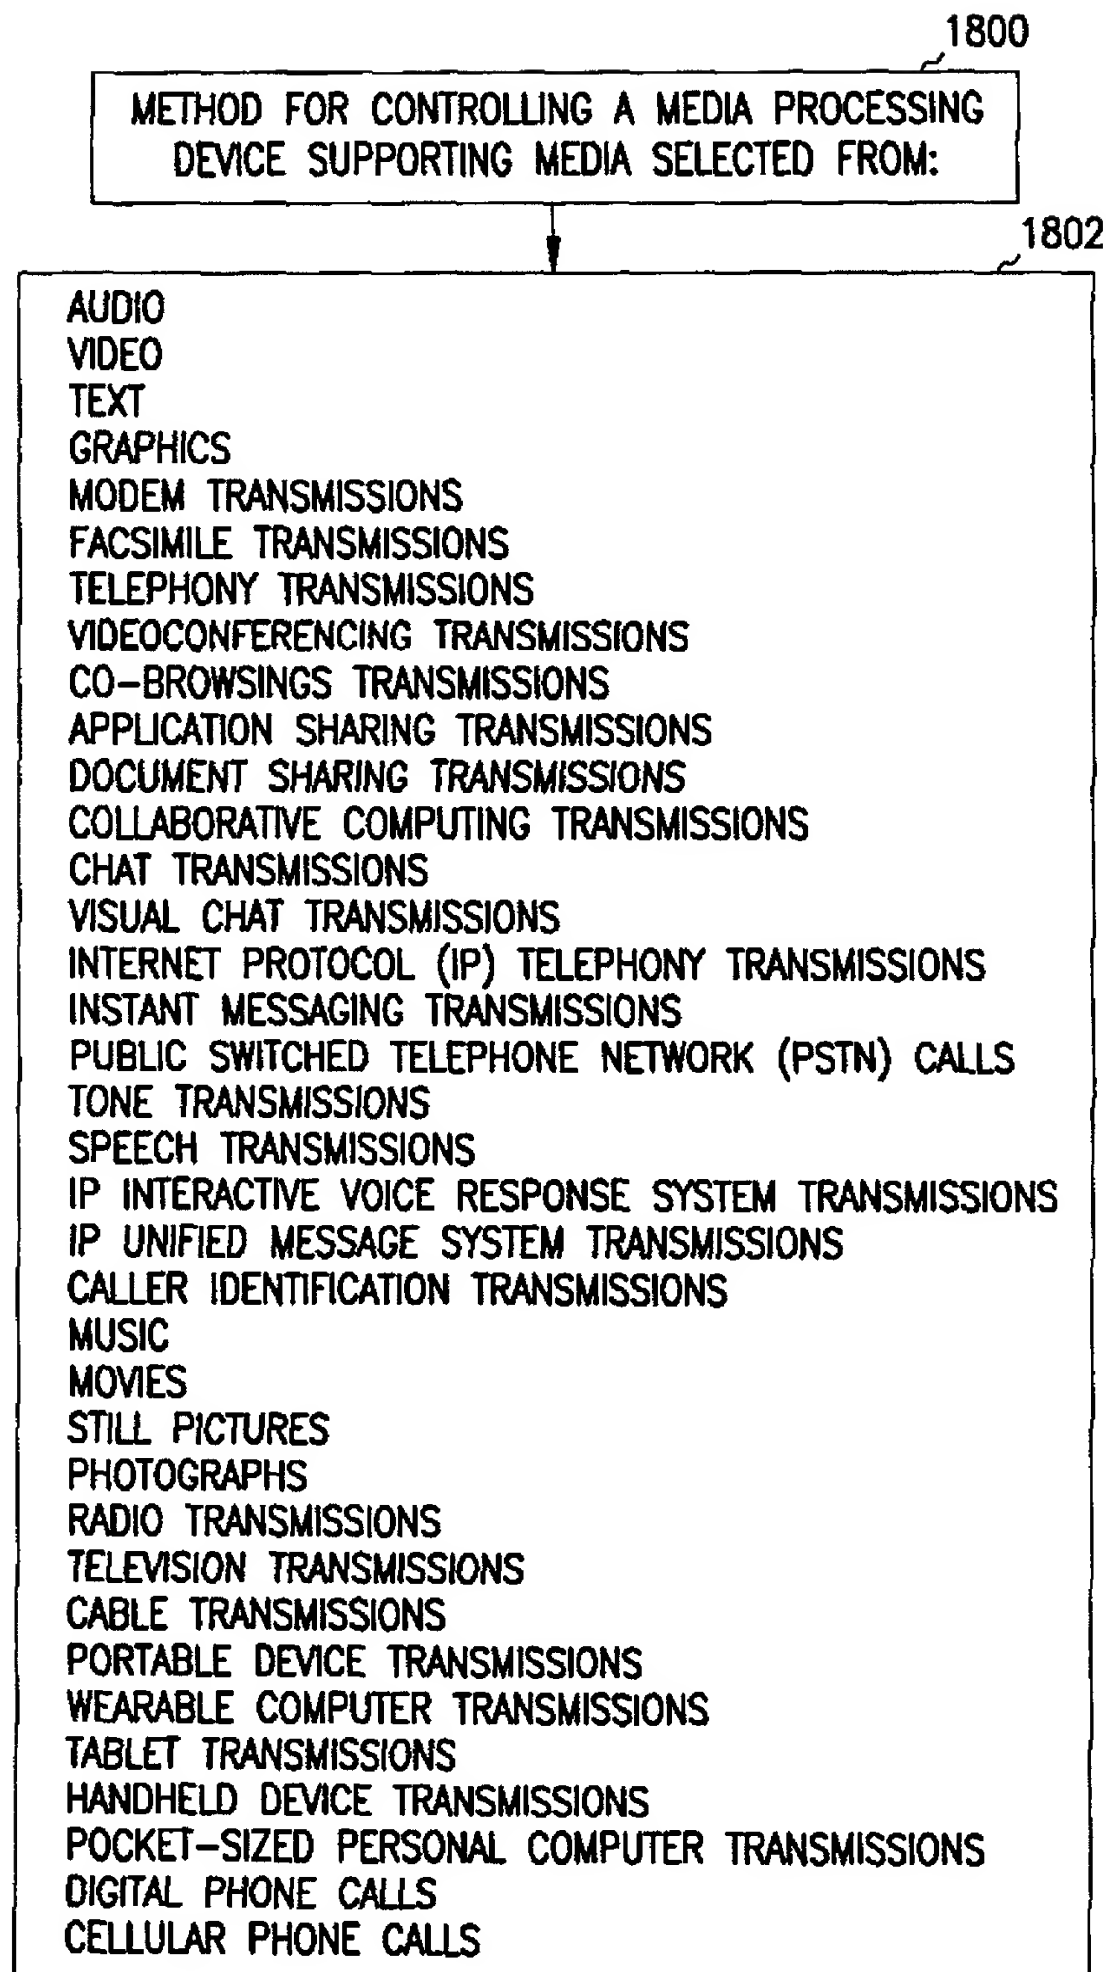 1800
METHOD FOR CONTROLLING A MEDIA PROCESSING
DEVICE SUPPORTING MEDIA SELECTED FROM:
1802
AUDIO
VIDEO
TEXT
GRAPHICS
MODEM TRANSMISSIONS
FACSIMILE TRANSMISSIONS
TELEPHONY TRANSMISSIONS
VIDEOCONFERENCING TRANSMISSIONS
CO-BROWSINGS TRANSMISSIONS
APPLICATION SHARING TRANSMISSIONS
DOCUMENT SHARING TRANSMISSIONS
COLLABORATIVE COMPUTING TRANSMISSIONS
CHAT TRANSMISSIONS
VISUAL CHAT TRANSMISSIONS
INTERNET PROTOCOL (IP) TELEPHONY TRANSMISSIONS
INSTANT MESSAGING TRANSMISSIONS
PUBLIC SWITCHED TELEPHONE NETWORK (PSTN) CALLS
TONE TRANSMISSIONS
SPEECH TRANSMISSIONS
IP INTERACTIVE VOICE RESPONSE SYSTEM TRANSMISSIONS
IP UNIFIED MESSAGE SYSTEM TRANSMISSIONS
CALLER IDENTIFICATION TRANSMISSIONS
MUSIC
MOVIES
STILL PICTURES
PHOTOGRAPHS
RADIO TRANSMISSIONS
TELEVISION TRANSMISSIONS
CABLE TRANSMISSIONS
PORTABLE DEVICE TRANSMISSIONS
WEARABLE COMPUTER TRANSMISSIONS
TABLET TRANSMISSIONS
HANDHELD DEVICE TRANSMISSIONS
POCKET-SIZED PERSONAL COMPUTER TRANSMISSIONS
DIGITAL PHONE CALLS
CELLULAR PHONE CALLS